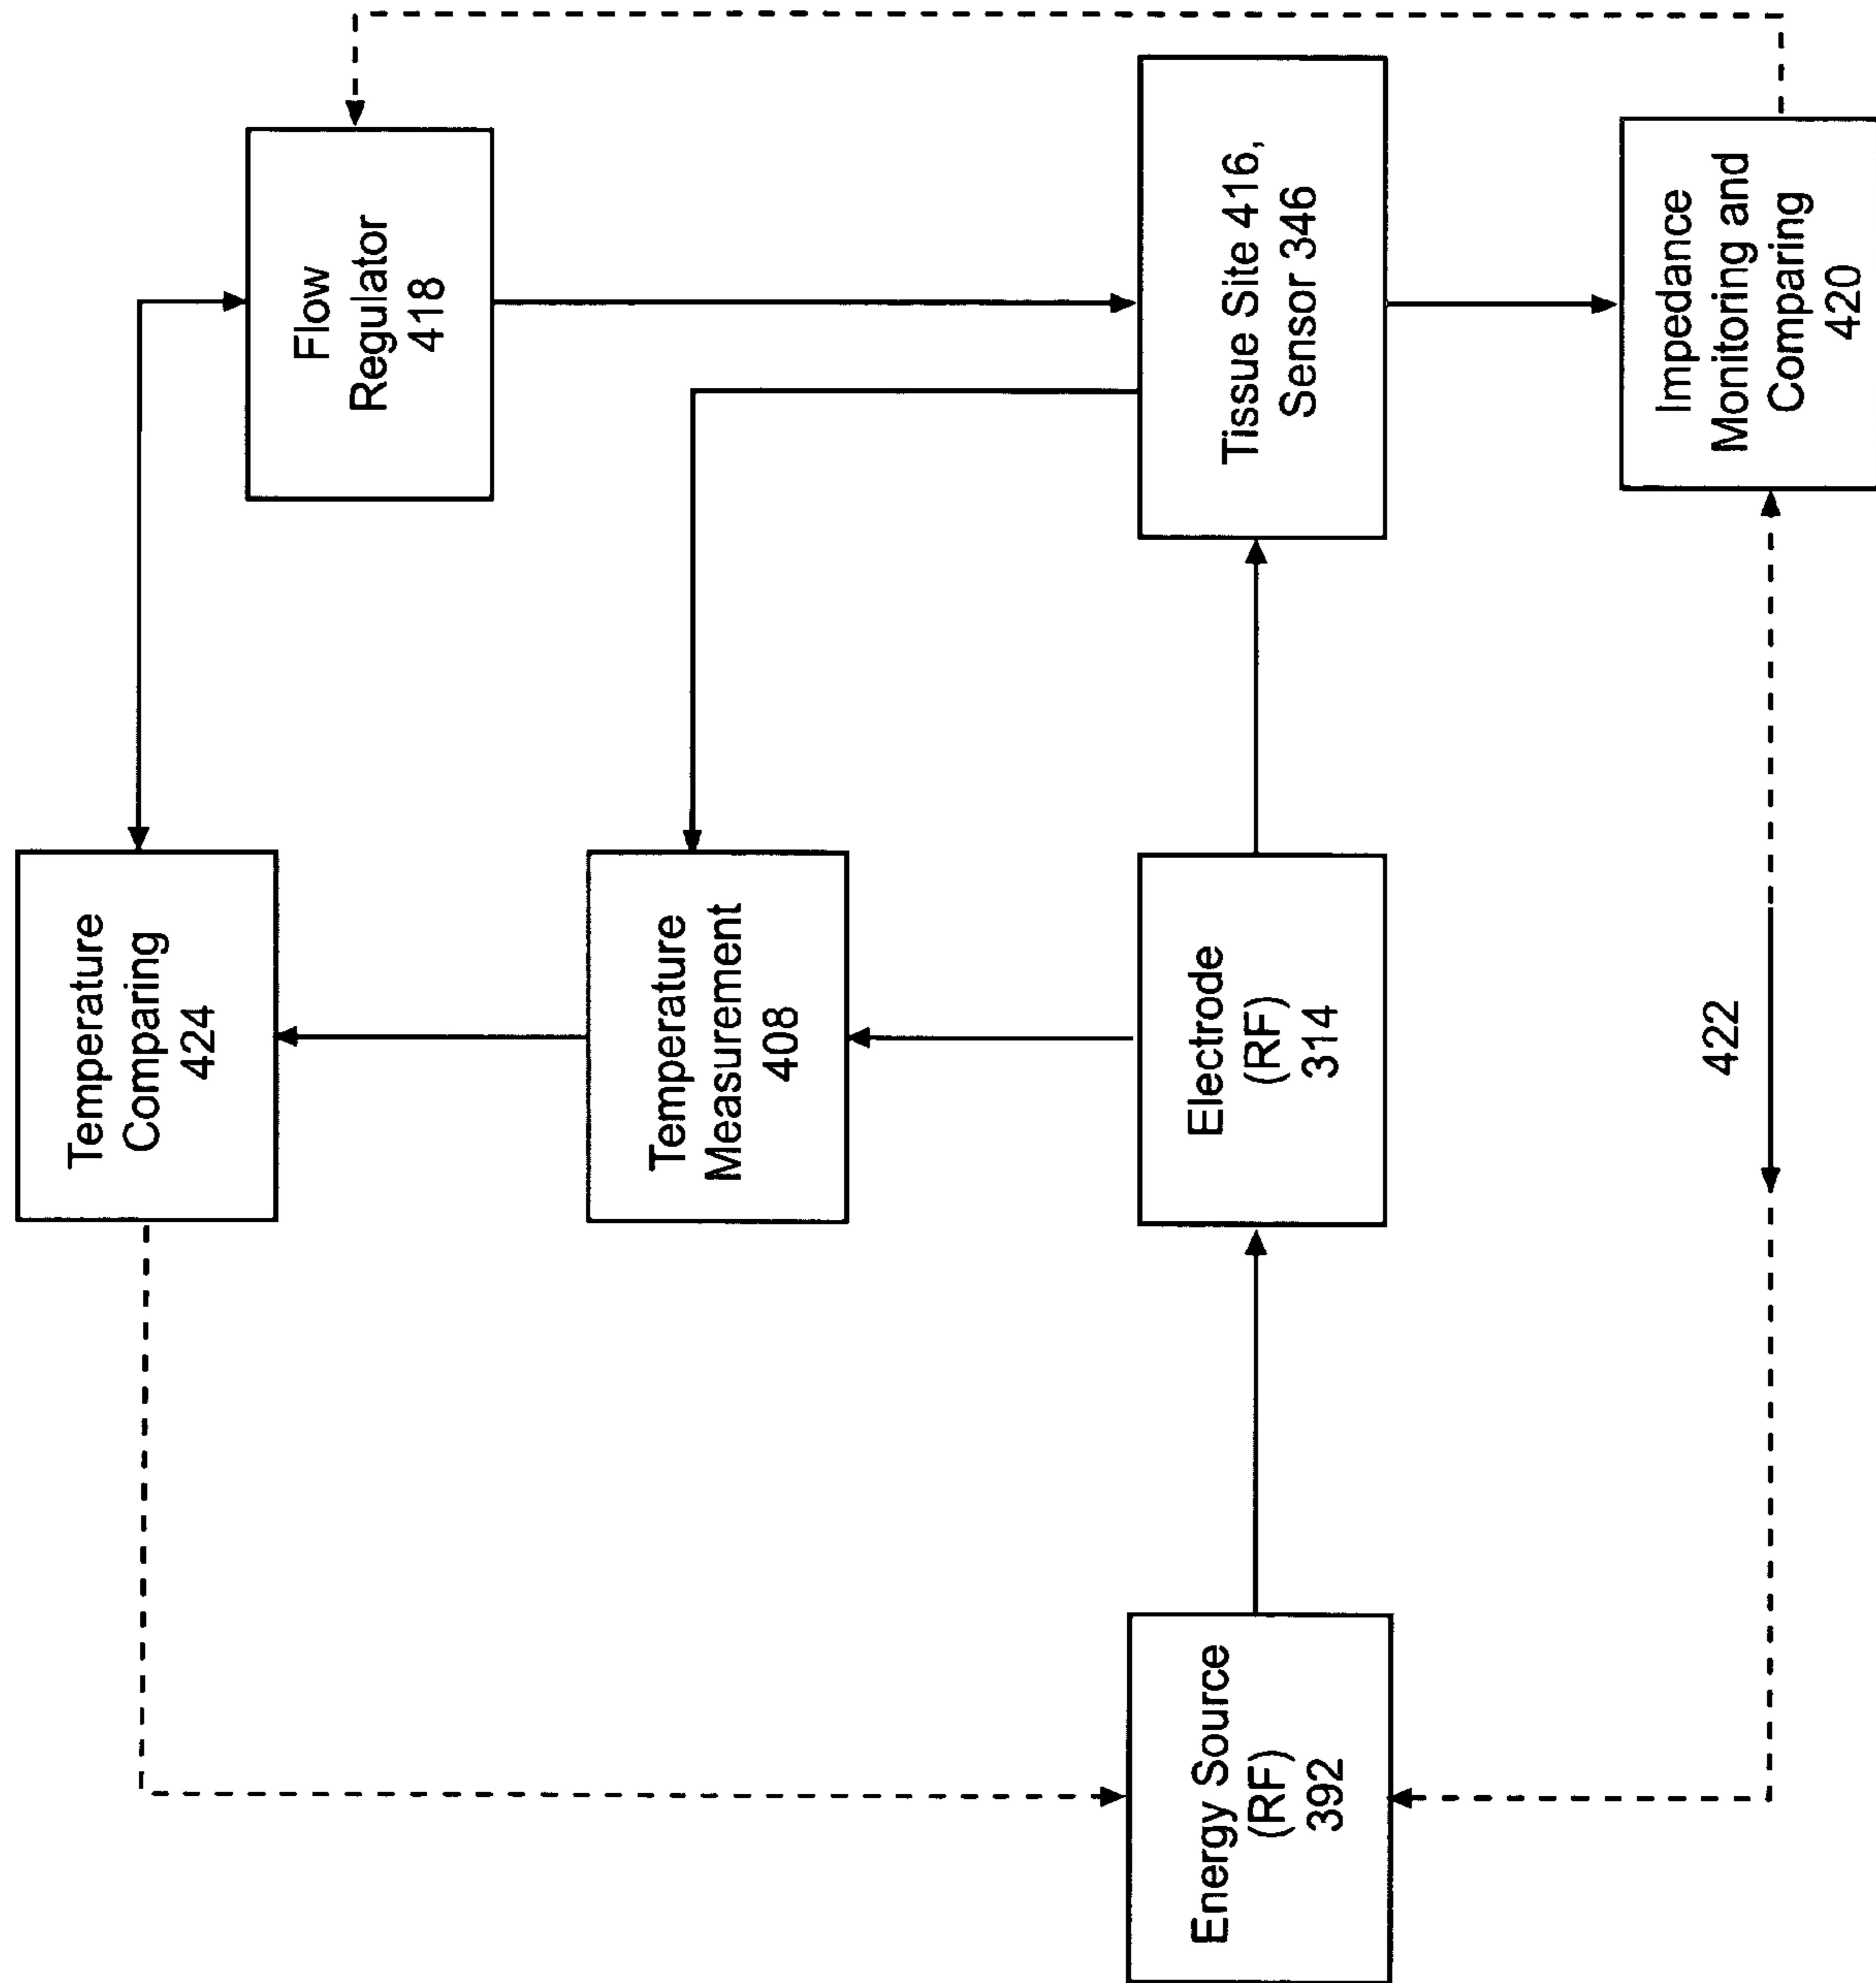 Temperature
Comparing
424
Flow
Regulator
418
Temperature
Measurement
408
Energy Source
(RF)
392
Electrode
(RF)
314
Tissue Site 416,
Sensor 346
422
Impedance
Monitoring and
Comparing
420